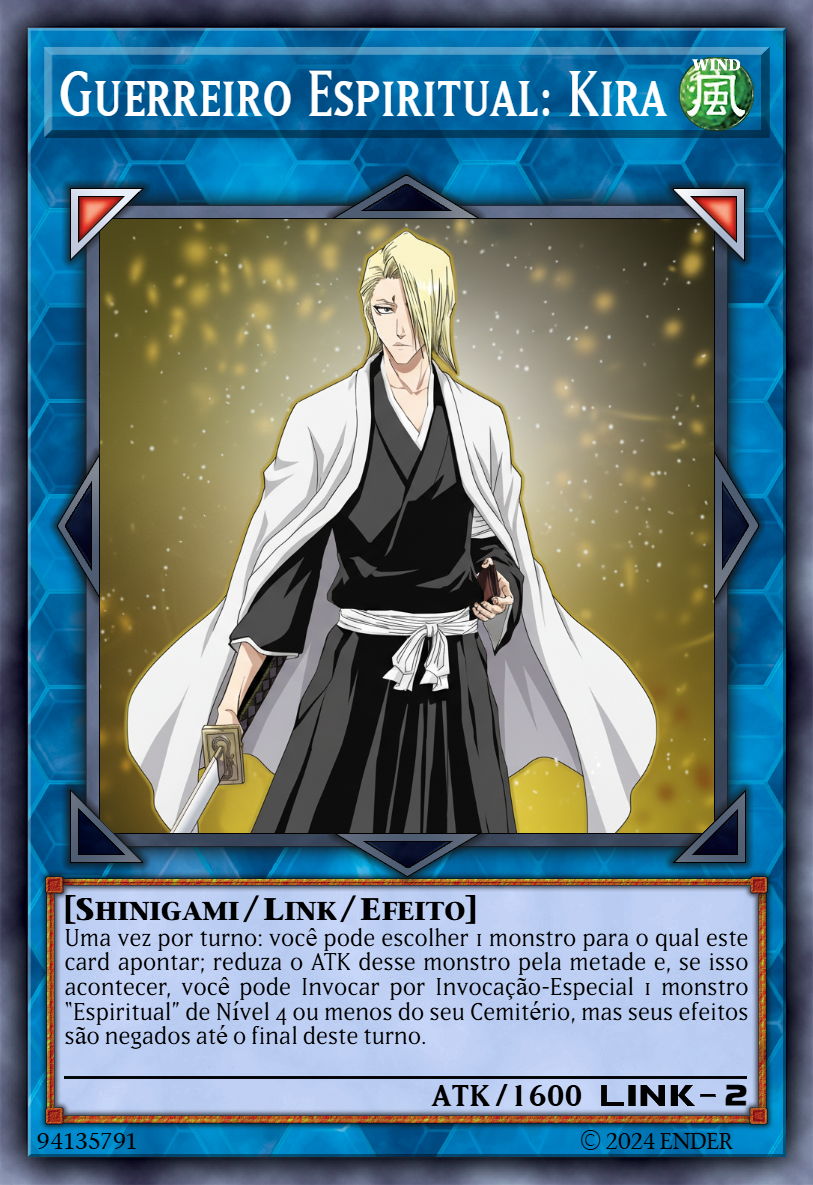 Guerreiro Espiritual: Kira
WIND
風
[Shinigami/Link/Efeito]
Uma vez por turno: você pode escolher 1 monstro para o qual este
card apontar; reduza o ATK desse monstro pela metade e, se isso
acontecer, você pode Invocar por Invocação-Especial 1 monstro
"Espiritual" de Nível 4 ou menos do seu Cemitério, mas seus efeitos
são negados até o final deste turno.
ATK/1600 LINK-2
94135791 © 2024 ENDER